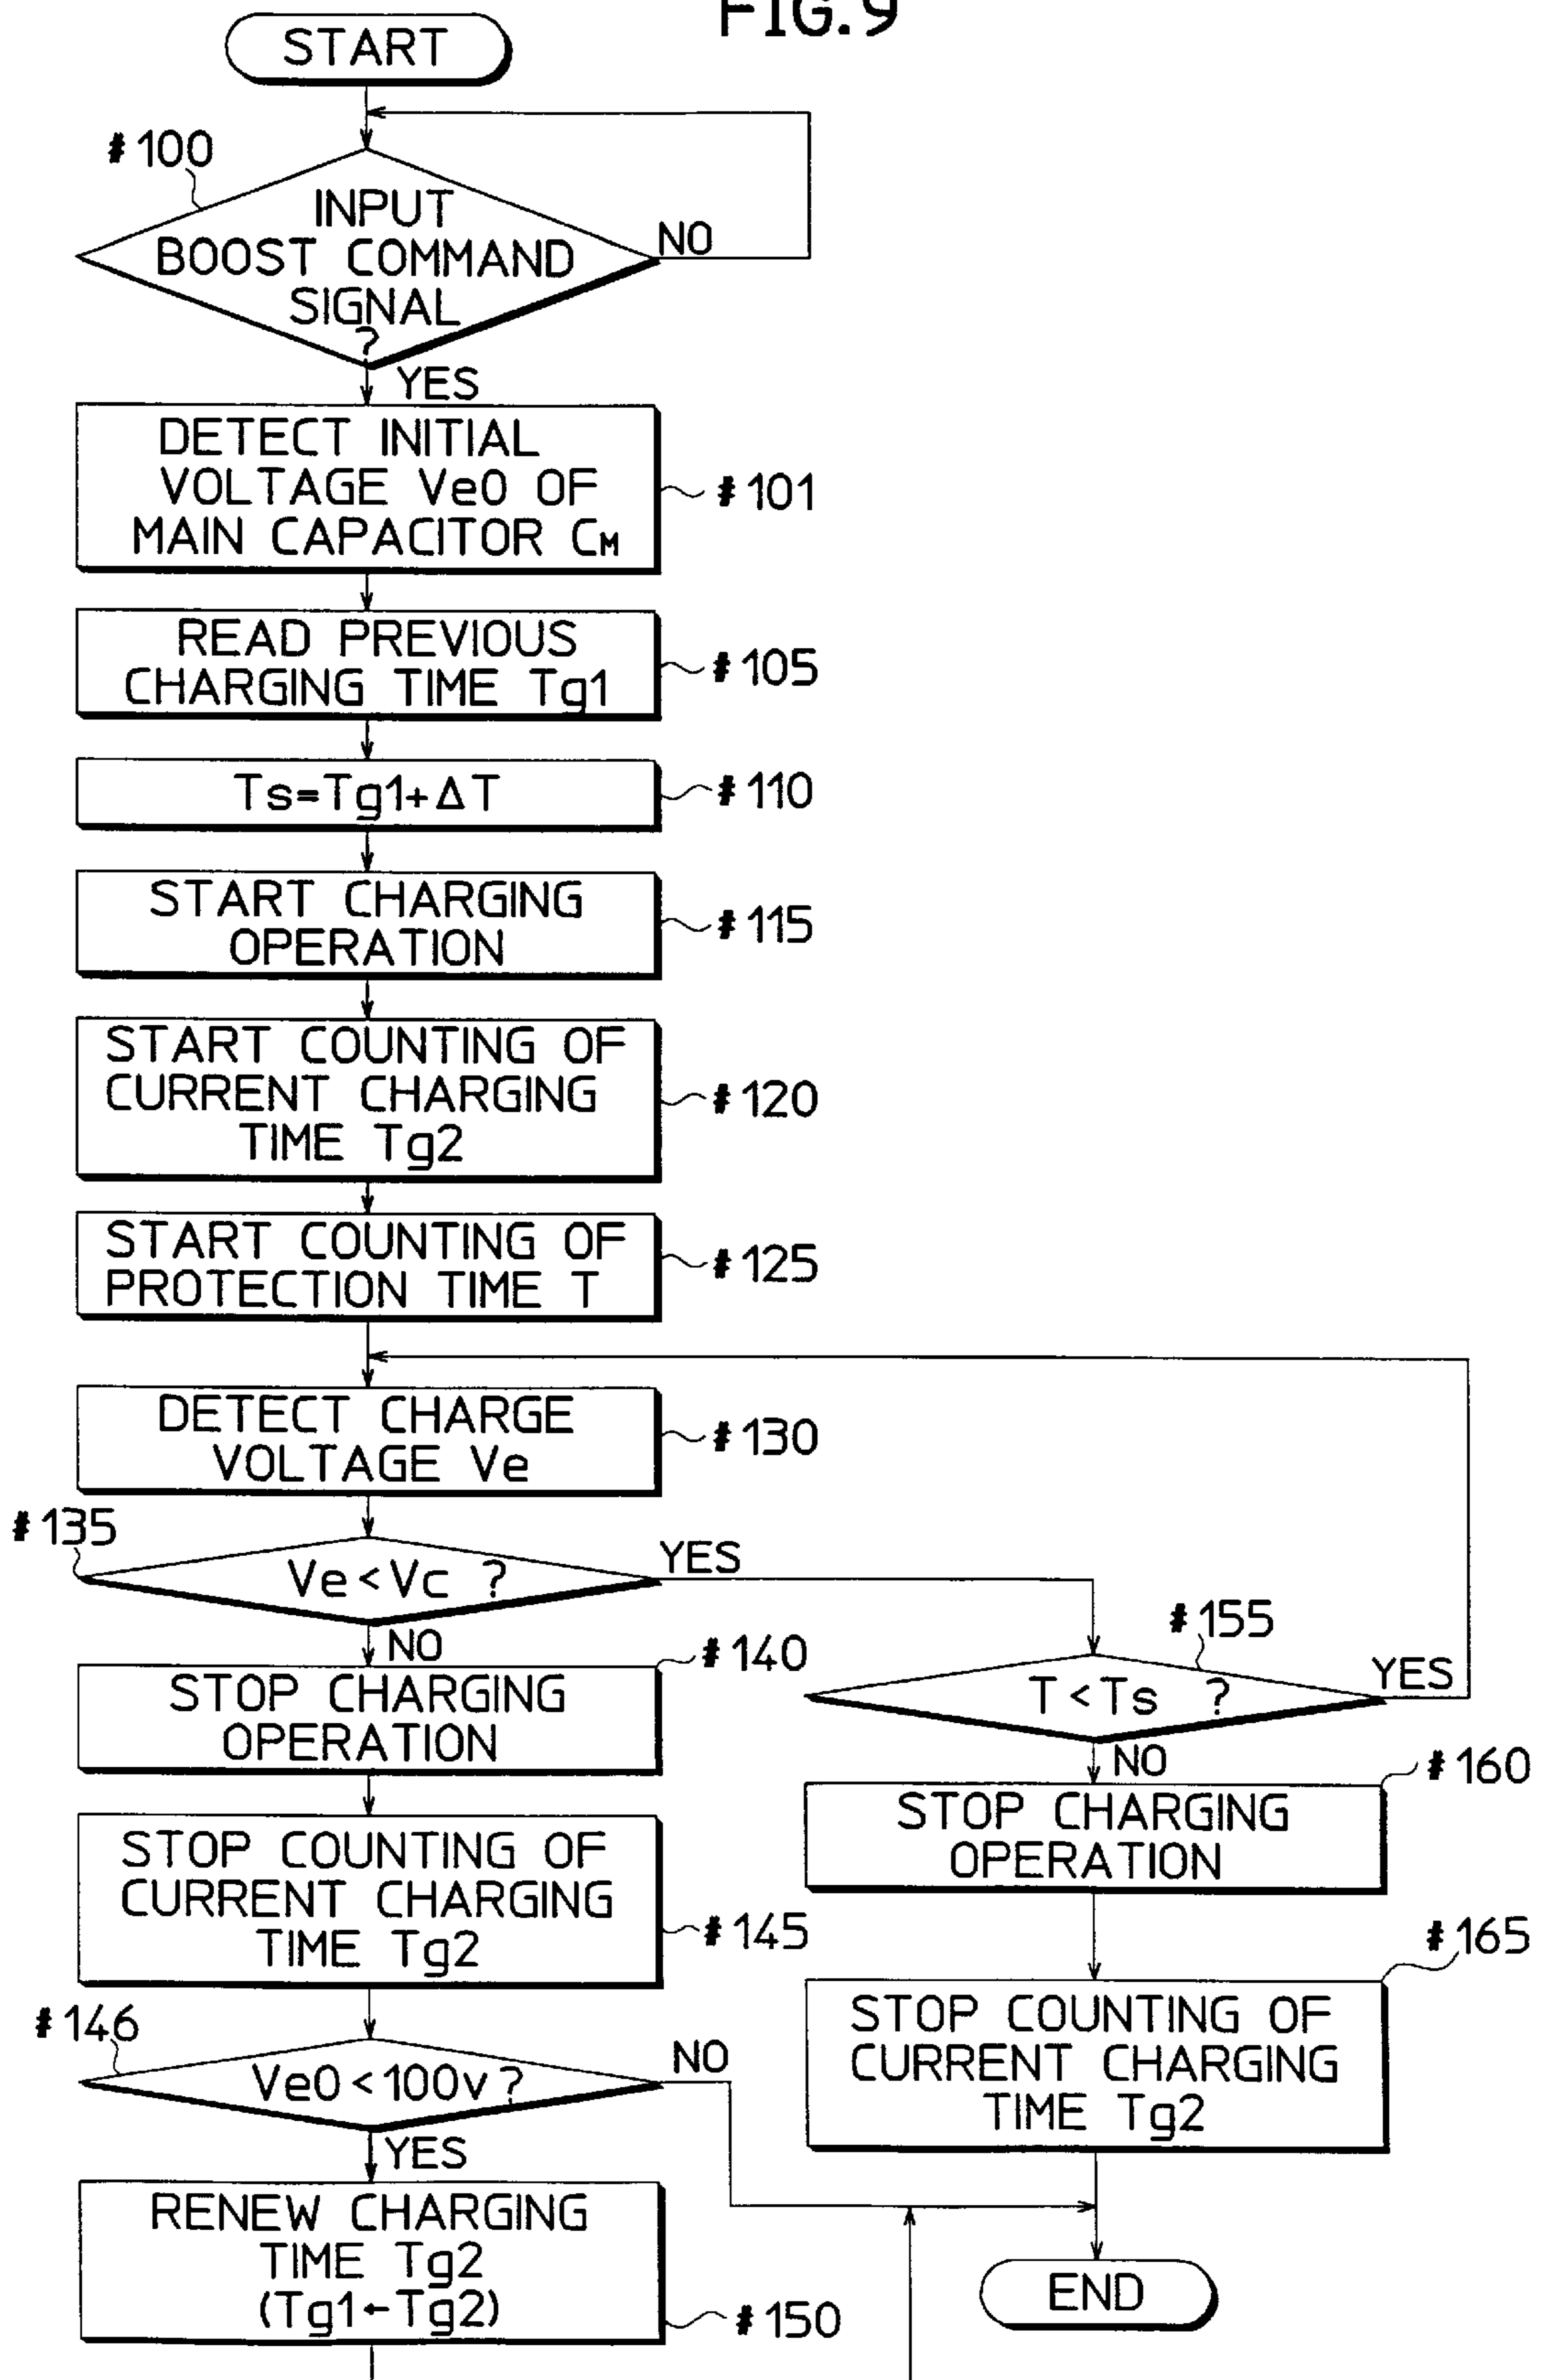 FIG.9
START
#100
INPUT
BOOST COMMAND
SIGNAL
?
NO
YES
DETECT INITIAL
VOLTAGE Ve0 OF
MAIN CAPACITOR CM
#101
READ PREVIOUS
CHARGING TIME Tg1
#105
Ts=Tg1+ΔT
#110
START CHARGING
OPERATION
#115
START COUNTING OF
CURRENT CHARGING
TIME Tg2
#120
START COUNTING OF
PROTECTION TIME T
#125
DETECT CHARGE
VOLTAGE Ve
#130
#135
Ve<Vc ?
YES
NO
#140
STOP CHARGING
OPERATION
STOP COUNTING OF
CURRENT CHARGING
TIME Tg2
#145
#146
Ve0<100v?
NO
YES
RENEW CHARGING
TIME Tg2
(Tg1←Tg2)
#150
#155
T<Ts ?
YES
NO
#160
STOP CHARGING
OPERATION
#165
STOP COUNTING OF
CURRENT CHARGING
TIME Tg2
END